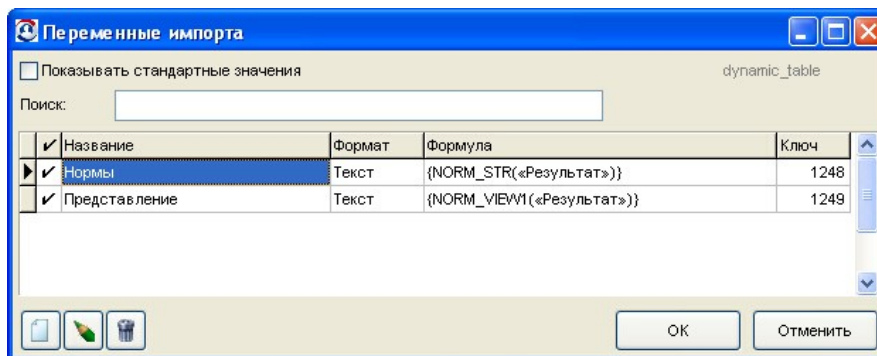 Переменные импорта
Показывать стандартные значения dynamic_table
Поиск:
✔ Название Формат Формула Ключ
✔ Нормы Текст {NORM_STR(«Результат»)} 1248
✔ Представление Текст {NORM_VIEW1(«Результат»)} 1249
ОК Отменить